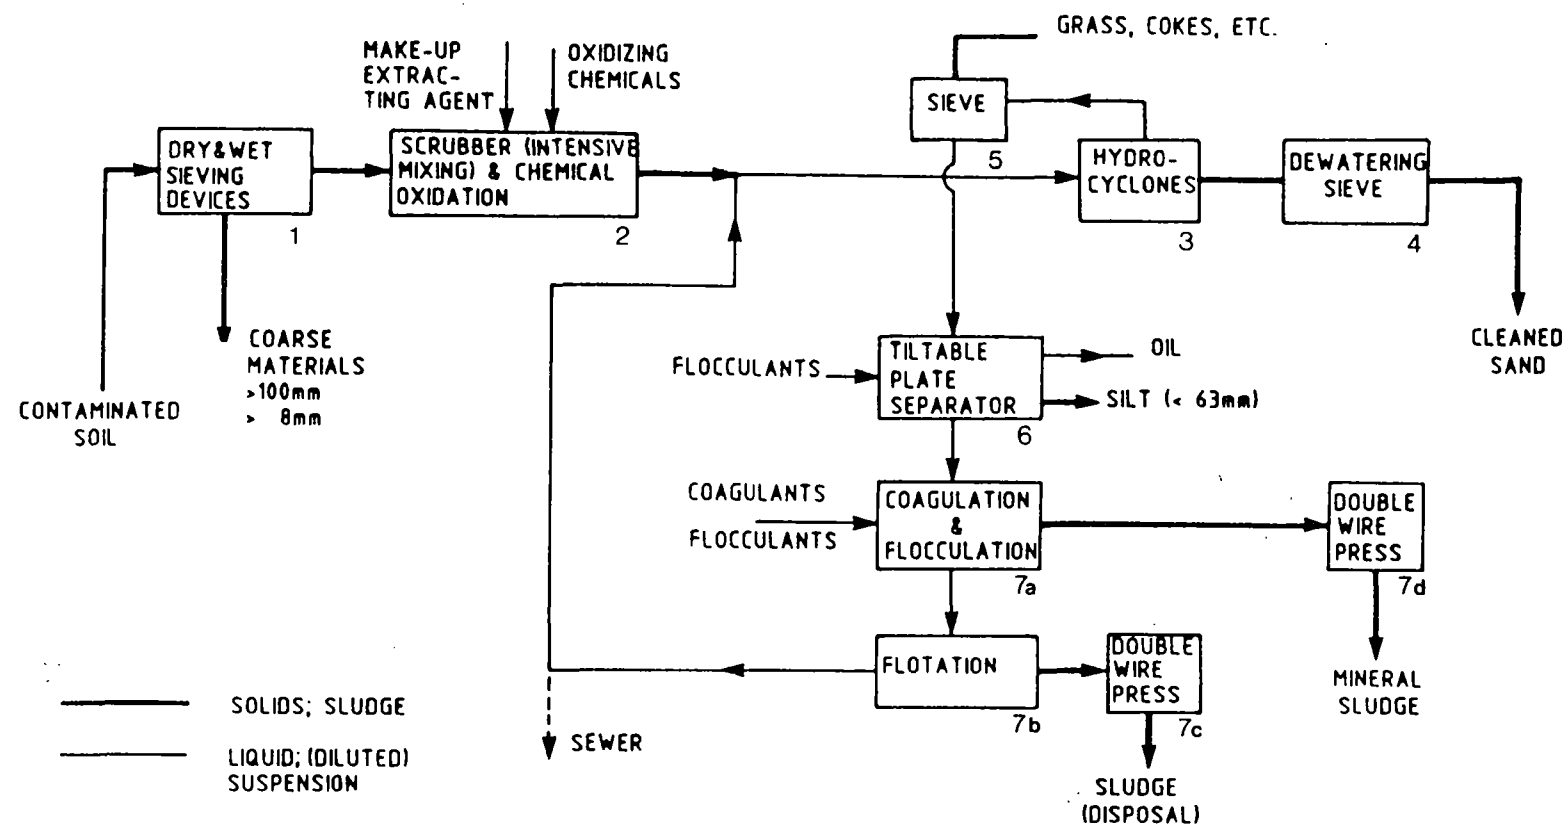 GRASS, COKES, ETC.
MAKE-UP
EXTRAC-
TING AGENT
OXIDIZING
CHEMICALS
SIEVE
5
DRY&WET
SIEVING
DEVICES
1
SCRUBBER (INTENSIVE
MIXING) & CHEMICAL
OXIDATION
2
HYDRO-
CYCLONES
3
DEWATERING
SIEVE
4
COARSE
MATERIALS
>100mm
> 8mm
CONTAMINATED
SOIL
CLEANED
SAND
FLOCCULANTS
TILTABLE
PLATE
SEPARATOR
6
OIL
SILT (< 63mm)
COAGULANTS
FLOCCULANTS
COAGULATION
&
FLOCCULATION
7a
DOUBLE
WIRE
PRESS
7d
FLOTATION
7b
DOUBLE
WIRE
PRESS
7c
MINERAL
SLUDGE
SOLIDS; SLUDGE
LIQUID; (DILUTED)
SUSPENSION
SEWER
SLUDGE
(DISPOSAL)